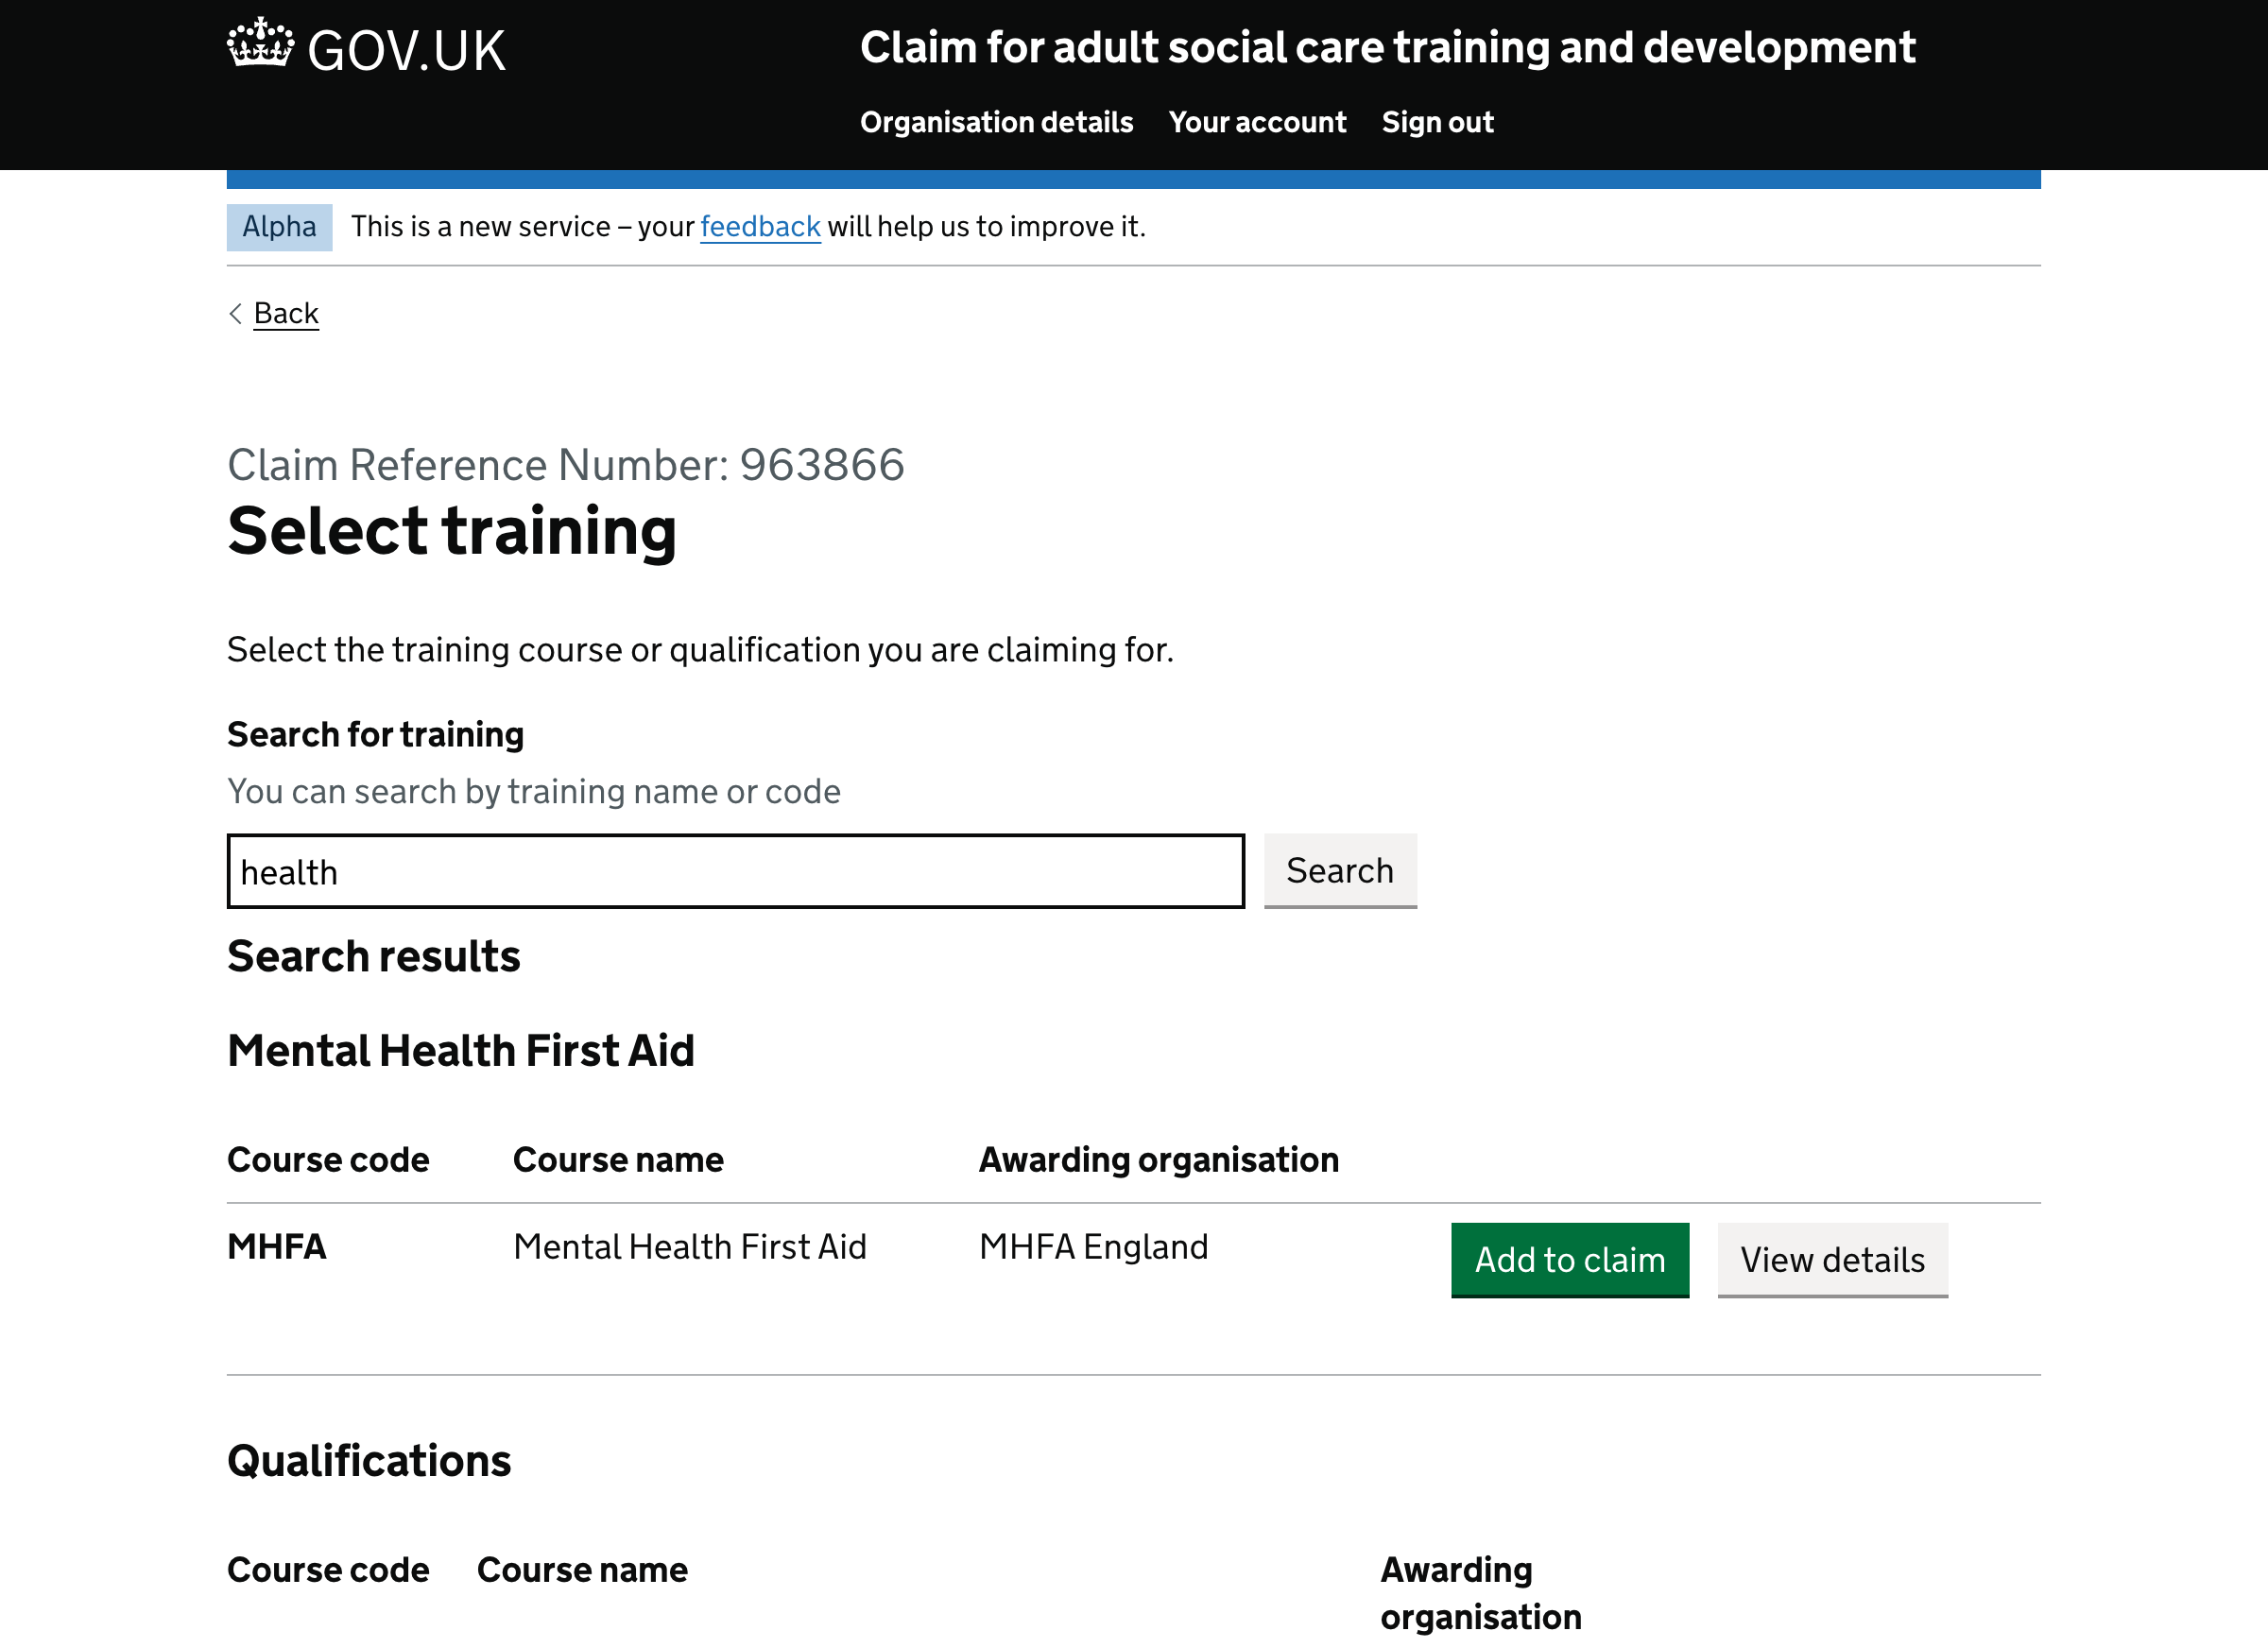 GOV.UK
Claim for adult social care training and development
Organisation details Your account Sign out
Alpha This is a new service – your feedback will help us to improve it.
Back
Claim Reference Number: 963866
Select training
Select the training course or qualification you are claiming for.
Search for training
You can search by training name or code
health Search
Search results
Mental Health First Aid
Course code Course name Awarding organisation
MHFA Mental Health First Aid MHFA England Add to claim View details
Qualifications
Course code Course name Awarding
organisation